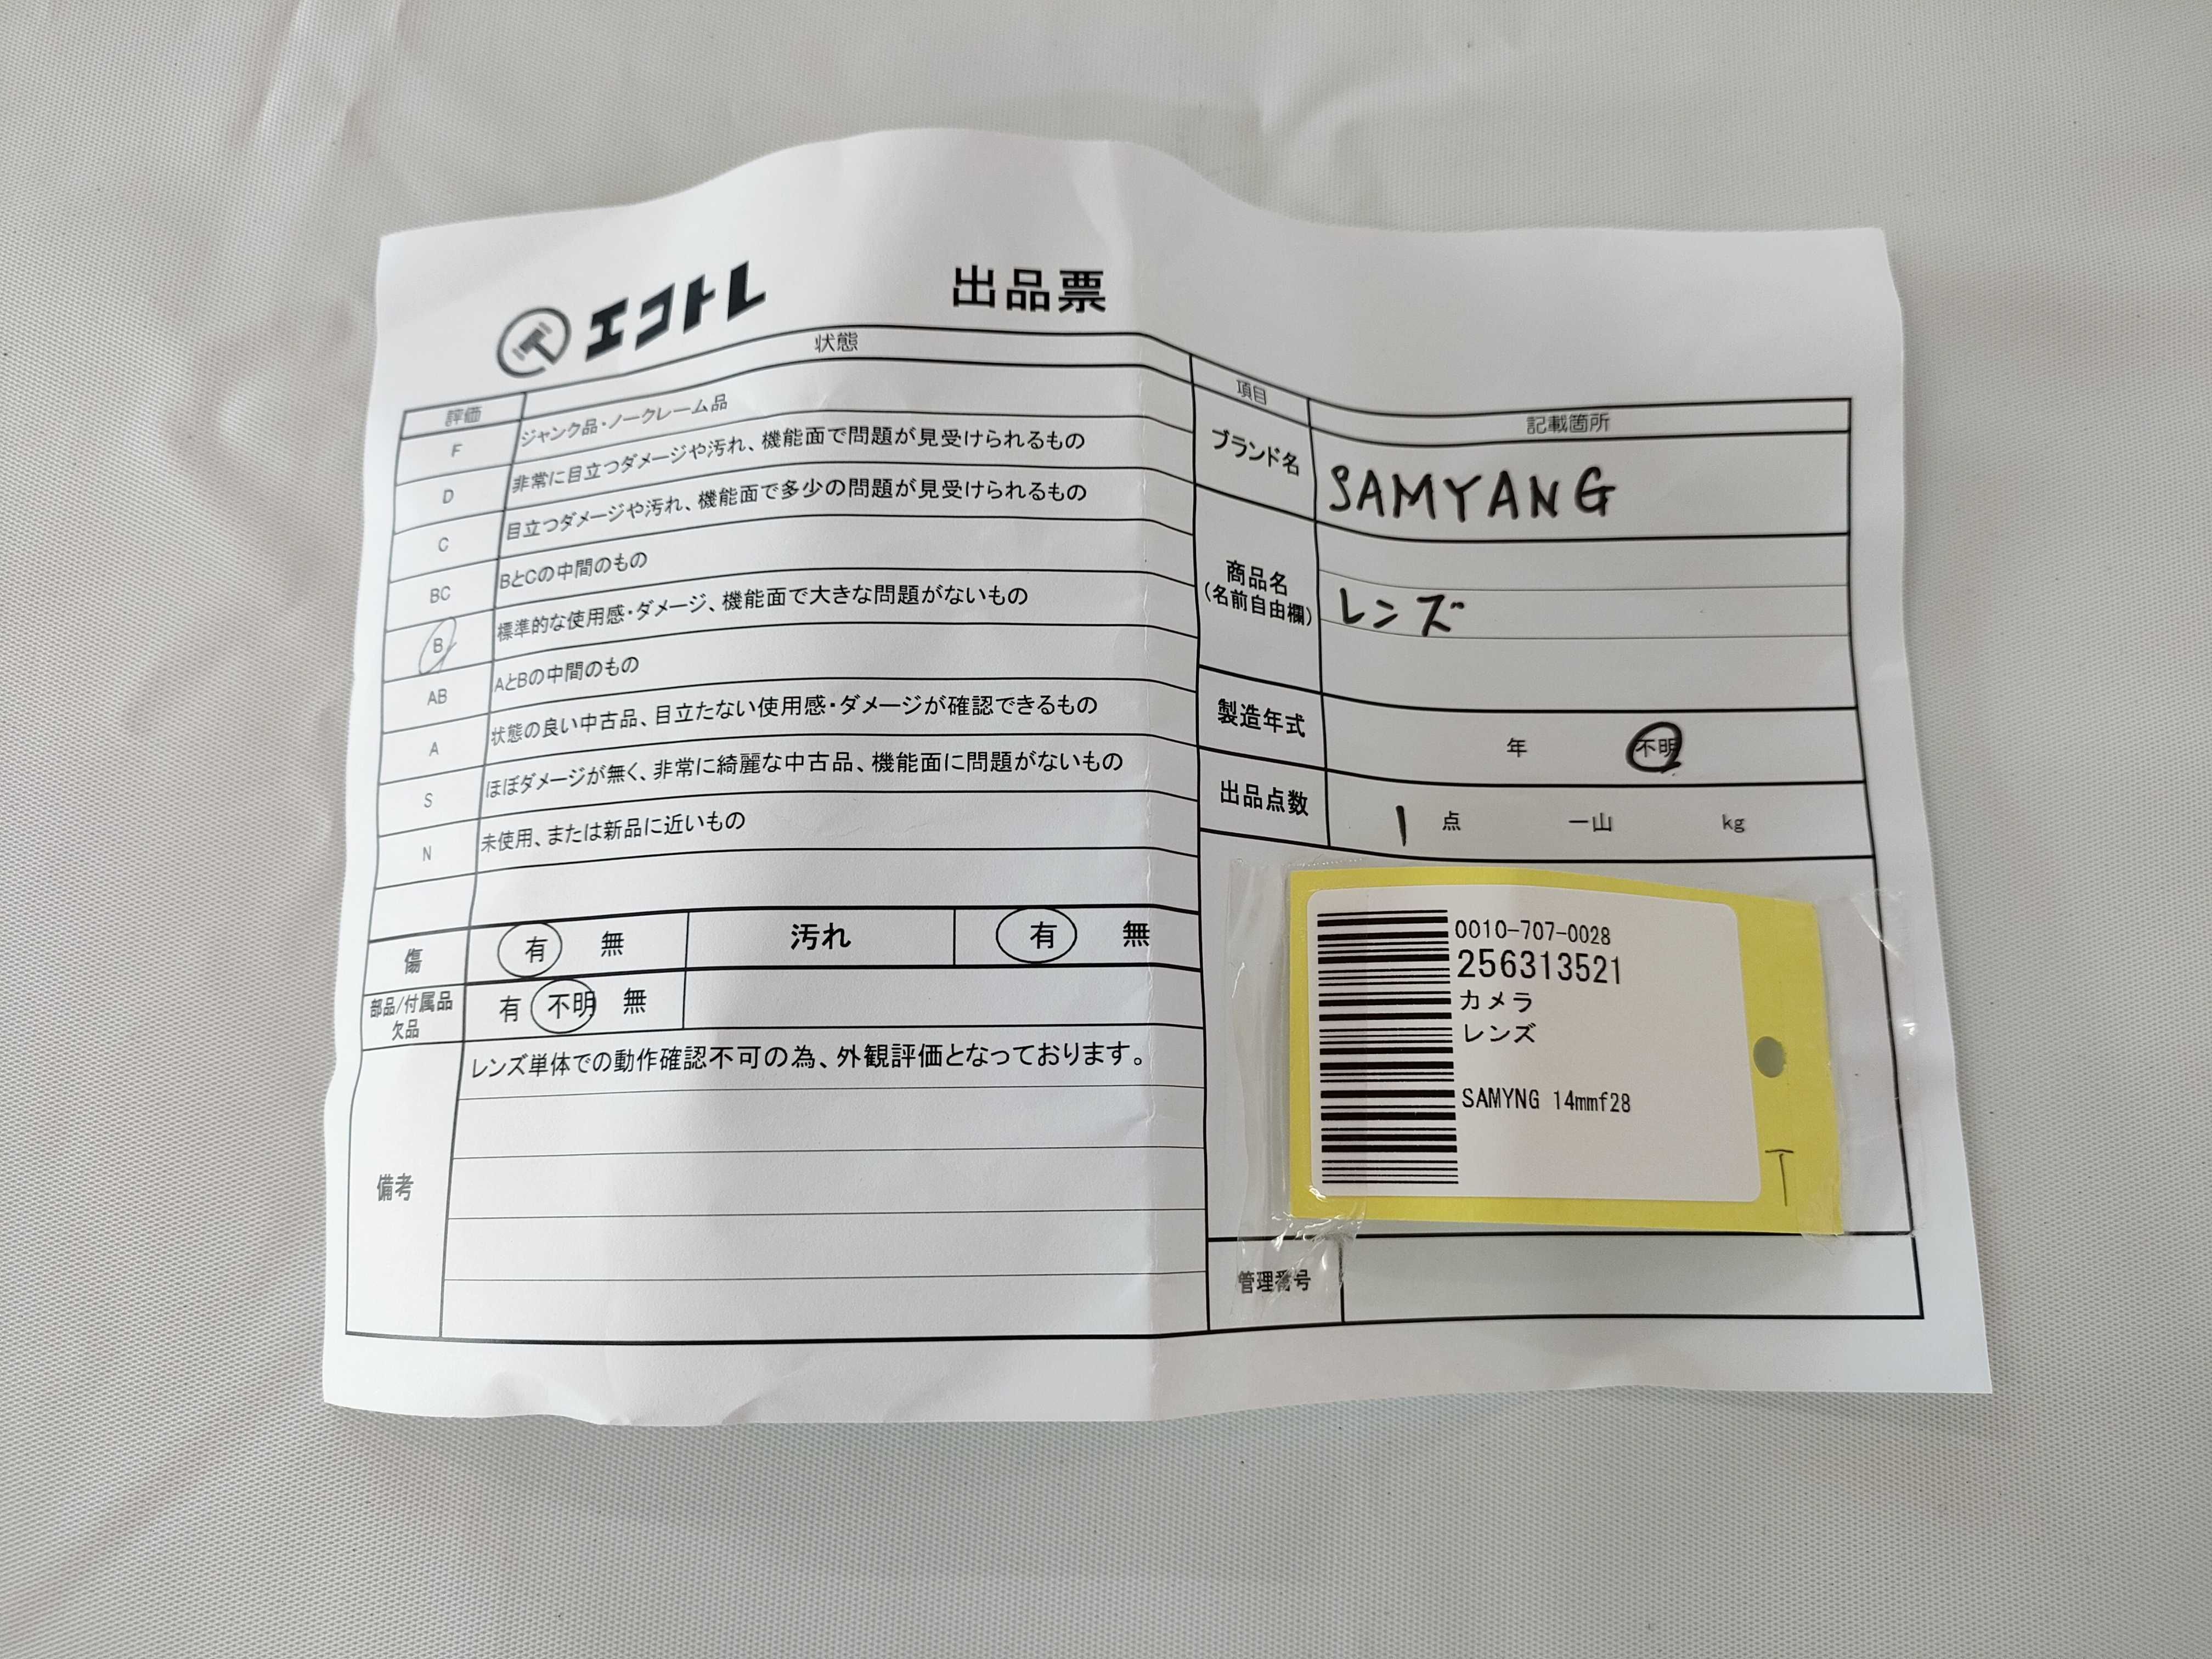 エコトレ
出品票
評価 状態
F ジャンク品・ノークレーム品
D 非常に目立つダメージや汚れ、機能面で問題が見受けられるもの
C 目立つダメージや汚れ、機能面で多少の問題が見受けられるもの
BC BとCの中間のもの
B 標準的な使用感・ダメージ、機能面で大きな問題がないもの
AB AとBの中間のもの
A 状態の良い中古品、目立たない使用感・ダメージが確認できるもの
S ほぼダメージが無く、非常に綺麗な中古品、機能面に問題がないもの
N 未使用、または新品に近いもの
傷 有 無 汚れ 有 無
部品/付属品
欠品
有 不明 無
備考
レンズ単体での動作確認不可の為、外観評価となっております。
項目 記載箇所
ブランド名 SAMYANG
商品名
(名前自由欄)
レンズ
製造年式 年 不明
出品点数 1 点 一山 kg
0010-707-0028
256313521
カメラ
レンズ
SAMYNG 14mmf28
T
管理番号